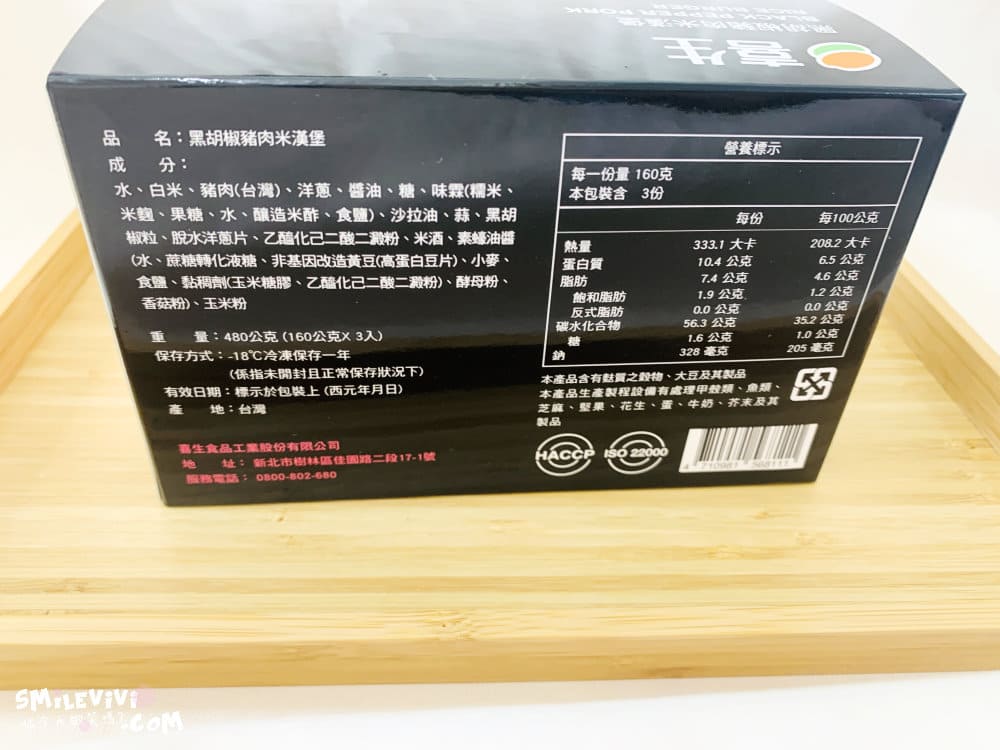 喜生
黑胡椒豬肉米漢堡
BLACK PEPPER PORK
RICE BURGER
品 名：黑胡椒豬肉米漢堡
成 分：
水、白米、豬肉(台灣)、洋蔥、醬油、糖、味霖(糯米、
米麴、果糖、水、釀造米酢、食鹽)、沙拉油、蒜、黑胡
椒粒、脫水洋蔥片、乙醯化己二酸二澱粉、米酒、素蠔油醬
(水、蔗糖轉化液糖、非基因改造黃豆(高蛋白豆片)、小麥、
食鹽、黏稠劑(玉米糖膠、乙醯化己二酸二澱粉)、酵母粉、
香菇粉)、玉米粉
重 量：480公克 (160公克X 3入)
保存方式：-18℃冷凍保存一年
(係指未開封且正常保存狀況下)
有效日期：標示於包裝上 (西元年月日)
產 地：台灣
喜生食品工業股份有限公司
地 址： 新北市樹林區佳園路二段17-1號
服務電話： 0800-802-680
營養標示
每一份量 160克
本包裝含 3份
每份 每100公克
熱量 333.1 大卡 208.2 大卡
蛋白質 10.4 公克 6.5 公克
脂肪 7.4 公克 4.6 公克
飽和脂肪 1.9 公克 1.2 公克
反式脂肪 0.0 公克 0.0 公克
碳水化合物 56.3 公克 35.2 公克
糖 1.6 公克 1.0 公克
鈉 328 毫克 205 毫克
本產品含有麩質之穀物、大豆及其製品
本產品生產製程設備有處理甲殼類、魚類、
芝麻、堅果、花生、蛋、牛奶、芥末及其
製品
HACCP ISO 22000
4 710981 568111
SMiLEViVi
.COM